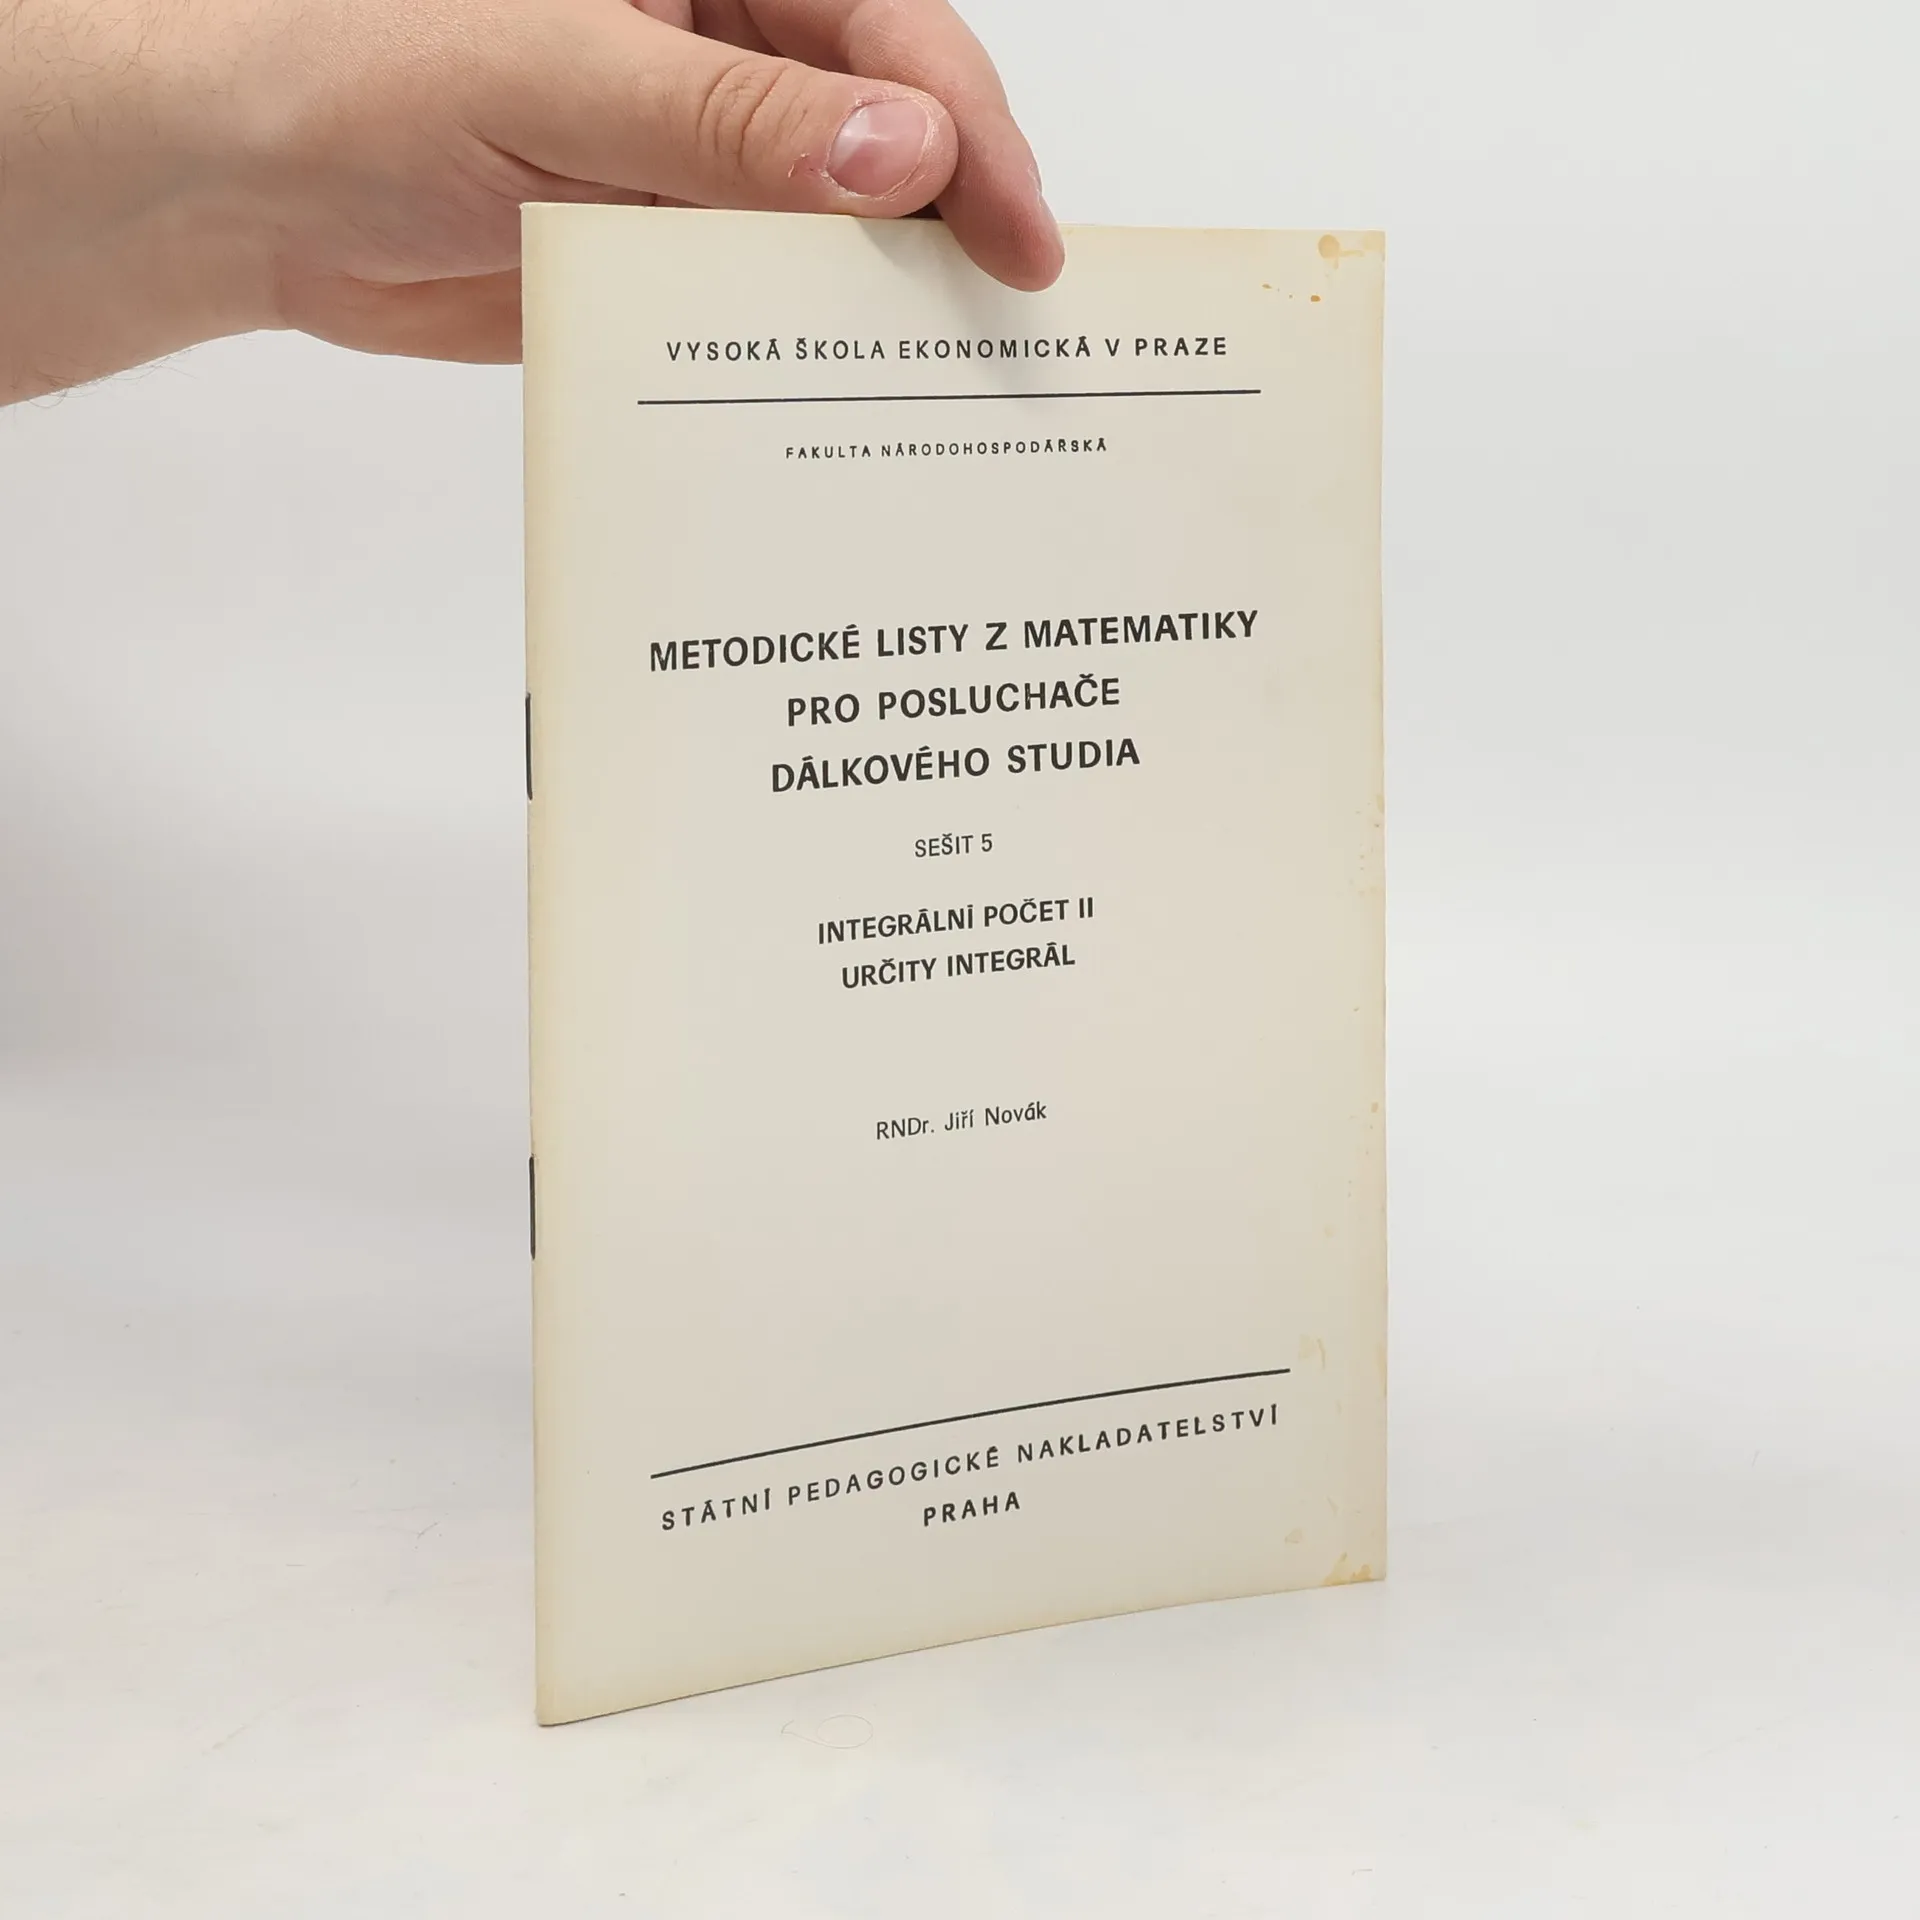 VYSOKÁ ŠKOLA EKONOMICKÁ V PRAZE
FAKULTA NÁRODOHOSPODÁŘSKÁ
METODICKÉ LISTY Z MATEMATIKY
PRO POSLUCHAČE
DÁLKOVÉHO STUDIA
SEŠIT 5
INTEGRÁLNÍ POČET II
URČITY INTEGRÁL
RNDr. Jiří Novák
STÁTNÍ PEDAGOGICKÉ NAKLADATELSTVÍ
PRAHA